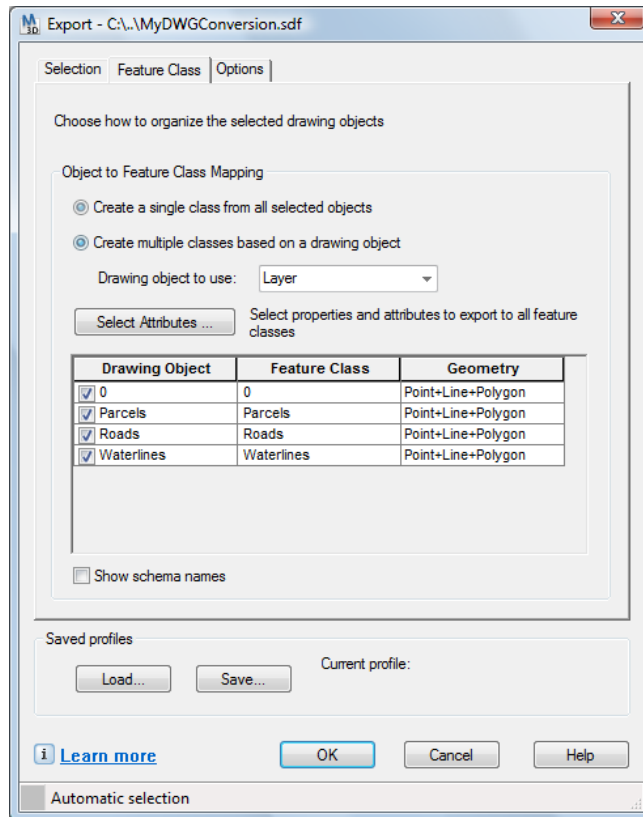 M
3D
Export - C:\..\MyDWGConversion.sdf
x
Selection Feature Class Options
Choose how to organize the selected drawing objects
Object to Feature Class Mapping
Create a single class from all selected objects
Create multiple classes based on a drawing object
Drawing object to use: Layer
Select Attributes ... Select properties and attributes to export to all feature
classes
Drawing Object Feature Class Geometry
0 0 Point+Line+Polygon
Parcels Parcels Point+Line+Polygon
Roads Roads Point+Line+Polygon
Waterlines Waterlines Point+Line+Polygon
Show schema names
Saved profiles
Load... Save... Current profile:
i Learn more OK Cancel Help
Automatic selection